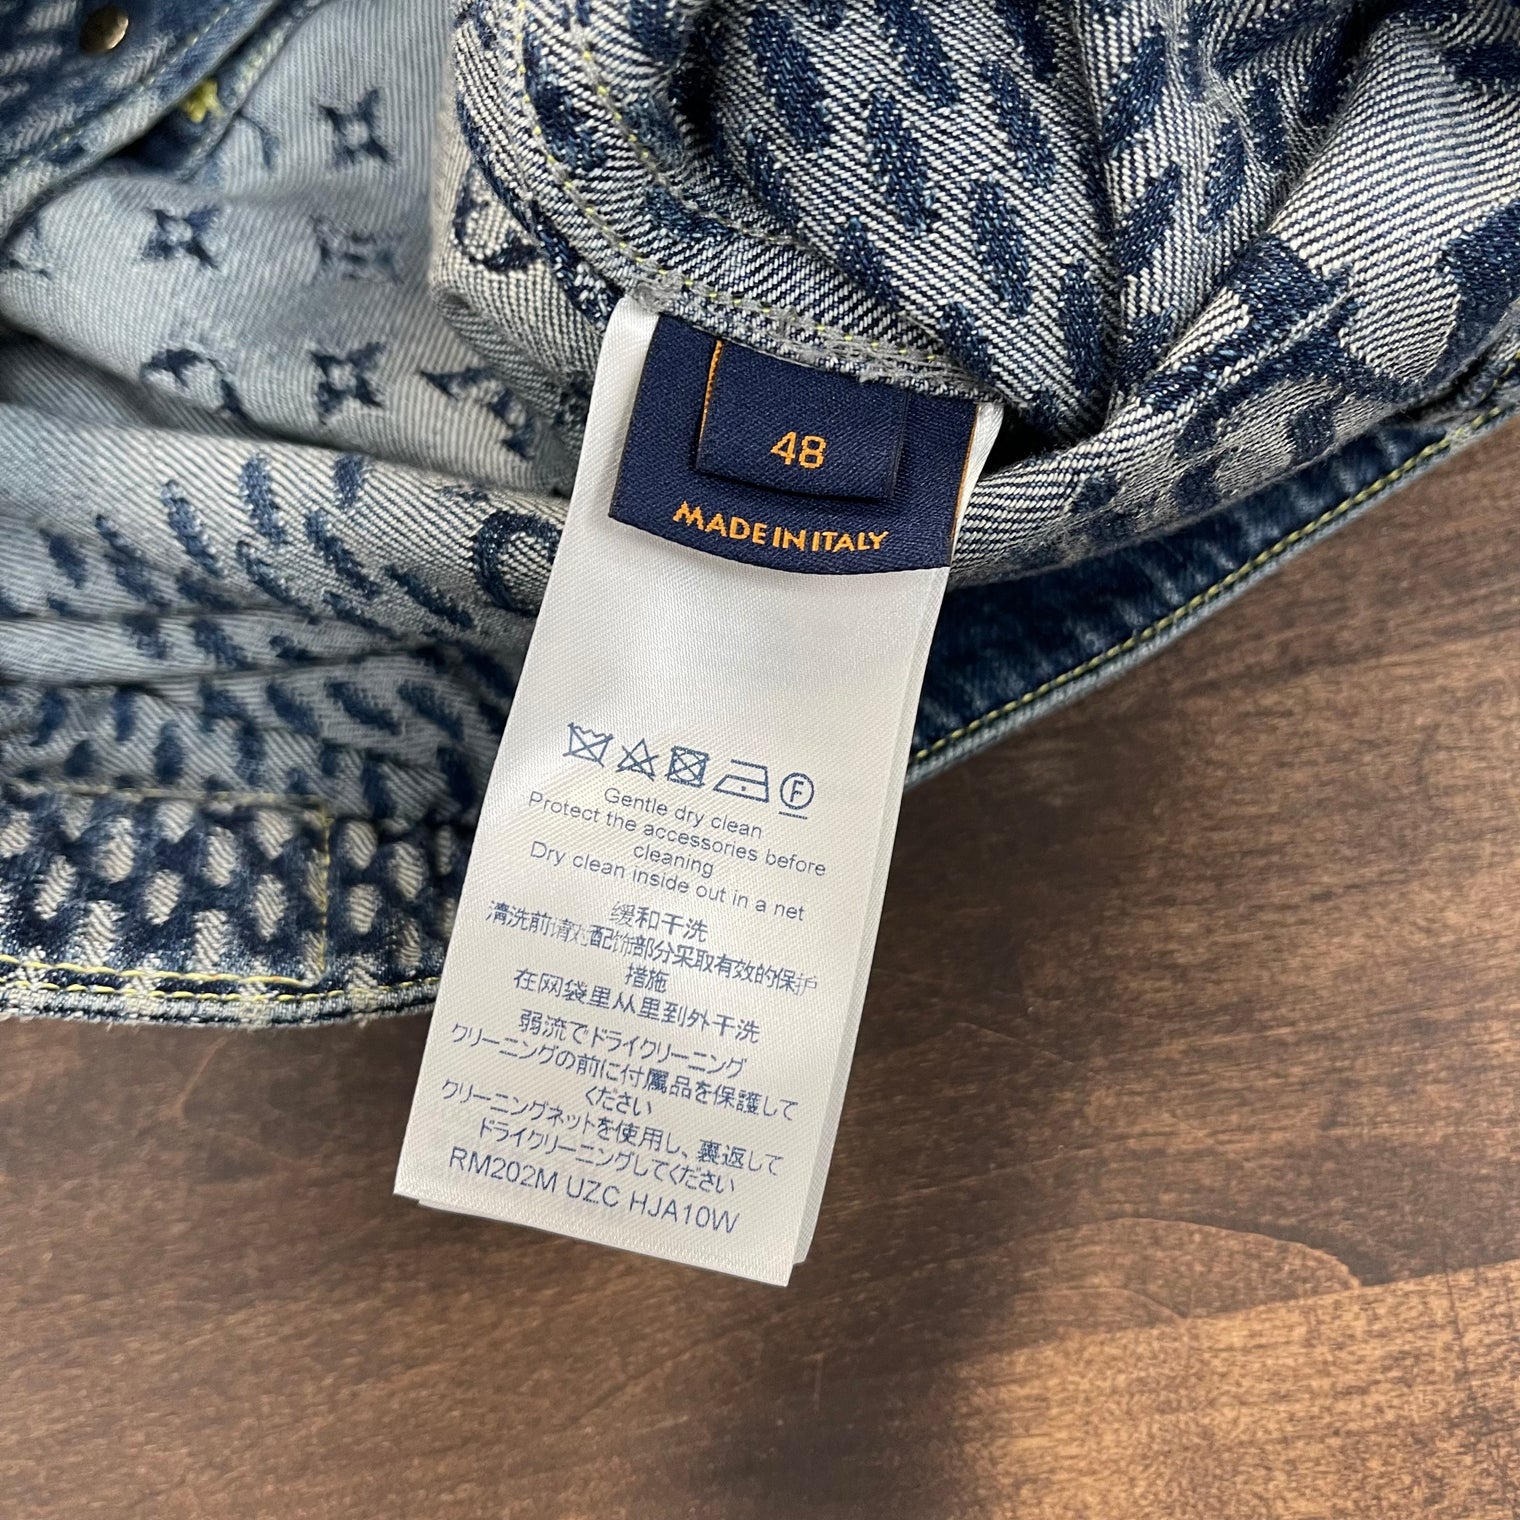 48
MADE IN ITALY
F
Gentle dry clean
Protect the accessories before
cleaning
Dry clean inside out in a net
缓和干洗
清洗前请对配饰部分采取有效的保护
措施
在网袋里从里到外干洗
弱流でドライクリーニング
クリーニングの前に付属品を保護して
ください
クリーニングネットを使用し、裏返して
ドライクリーニングしてください
RM202M UZC HJA10W